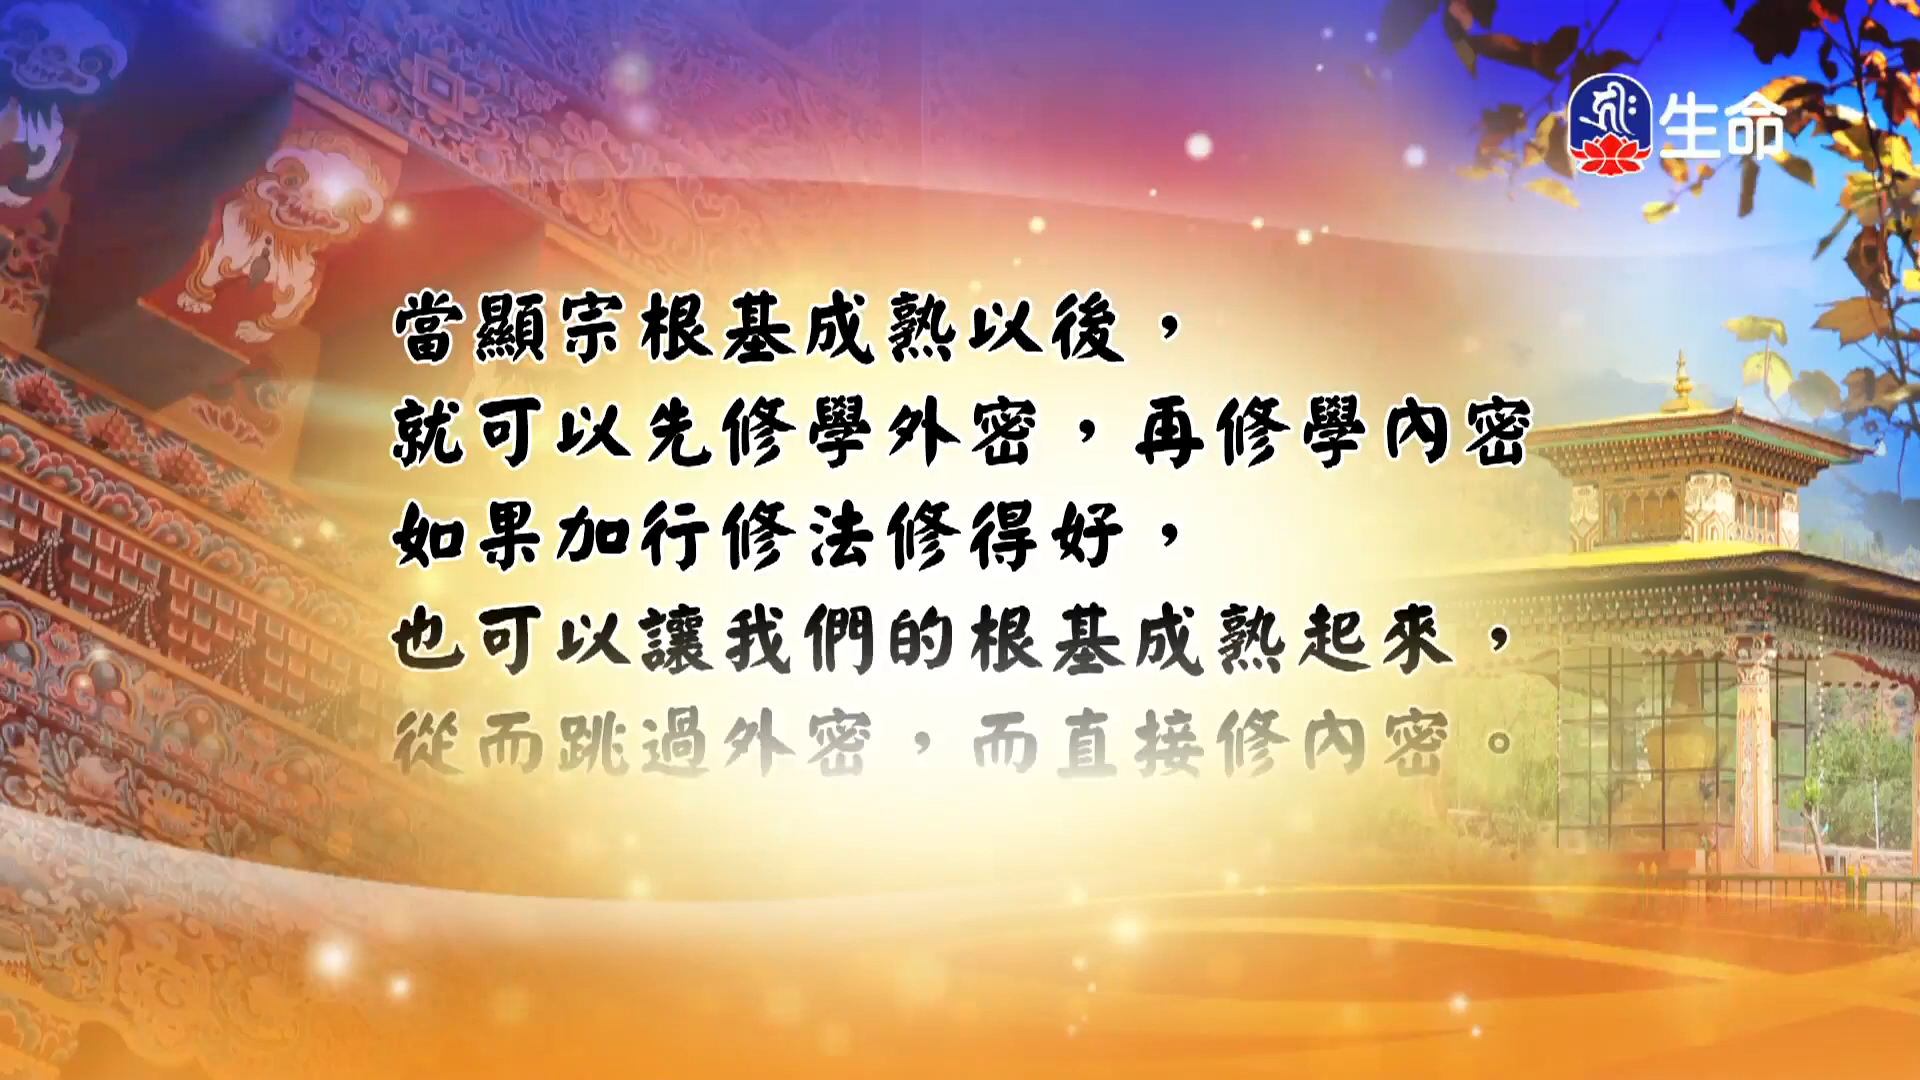 生命
當顯宗根基成熟以後，
就可以先修學外密，再修學內密
如果加行修法修得好，
也可以讓我們的根基成熟起來，
從而跳過外密，而直接修內密。